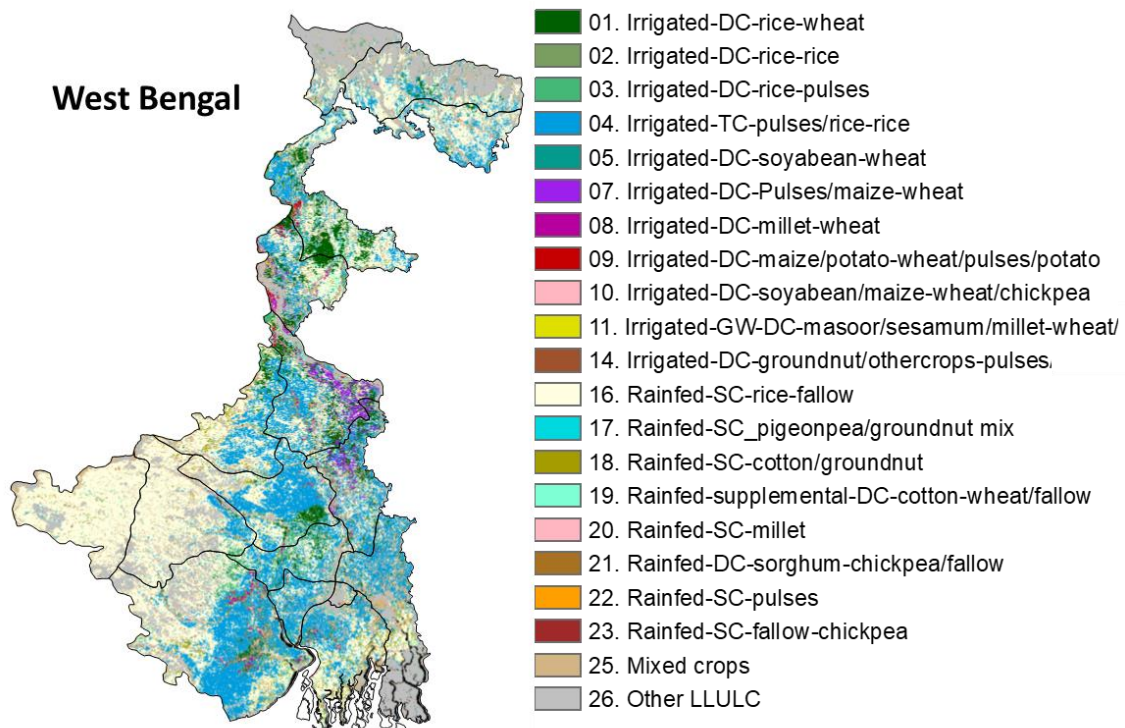 West Bengal
01. Irrigated-DC-rice-wheat
02. Irrigated-DC-rice-rice
03. Irrigated-DC-rice-pulses
04. Irrigated-TC-pulses/rice-rice
05. Irrigated-DC-soyabean-wheat
07. Irrigated-DC-Pulses/maize-wheat
08. Irrigated-DC-millet-wheat
09. Irrigated-DC-maize/potato-wheat/pulses/potato
10. Irrigated-DC-soyabean/maize-wheat/chickpea
11. Irrigated-GW-DC-masoor/sesamum/millet-wheat/
14. Irrigated-DC-groundnut/othercrops-pulses/
16. Rainfed-SC-rice-fallow
17. Rainfed-SC_pigeonpea/groundnut mix
18. Rainfed-SC-cotton/groundnut
19. Rainfed-supplemental-DC-cotton-wheat/fallow
20. Rainfed-SC-millet
21. Rainfed-DC-sorghum-chickpea/fallow
22. Rainfed-SC-pulses
23. Rainfed-SC-fallow-chickpea
25. Mixed crops
26. Other LLULC